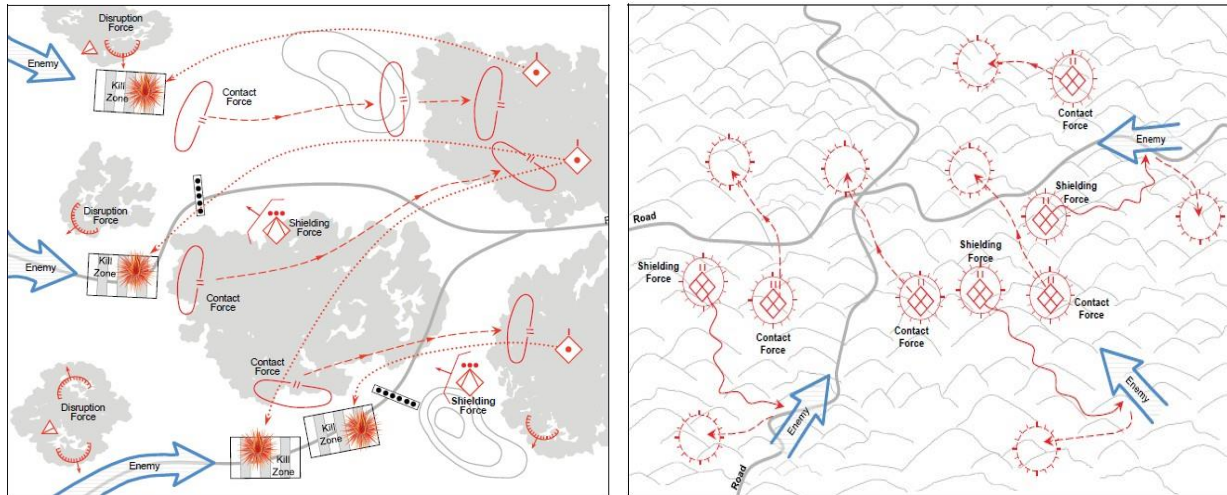 Disruption
Force
Enemy
Kill
Zone
Contact
Force
Disruption
Force
Shielding
Force
Enemy
Kill
Zone
Contact
Force
Contact
Force
Disruption
Force
Shielding
Force
Kill
Zone
Kill
Zone
Enemy
Contact
Force
Enemy
Shielding
Force
Road
Shielding
Force
Shielding
Force
Contact
Force
Contact
Force
Contact
Force
Enemy
Enemy
Road